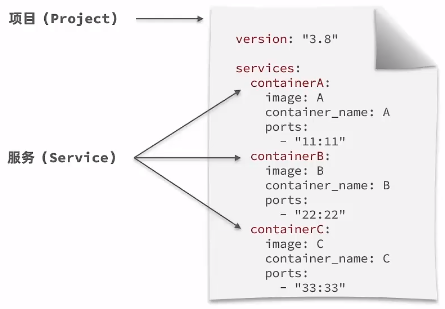 项目 (Project)
version: "3.8"
services:
containerA:
image: A
container_name: A
ports:
- "11:11"
服务 (Service)
containerB:
image: B
container_name: B
ports:
- "22:22"
containerC:
image: C
container_name: C
ports:
- "33:33"